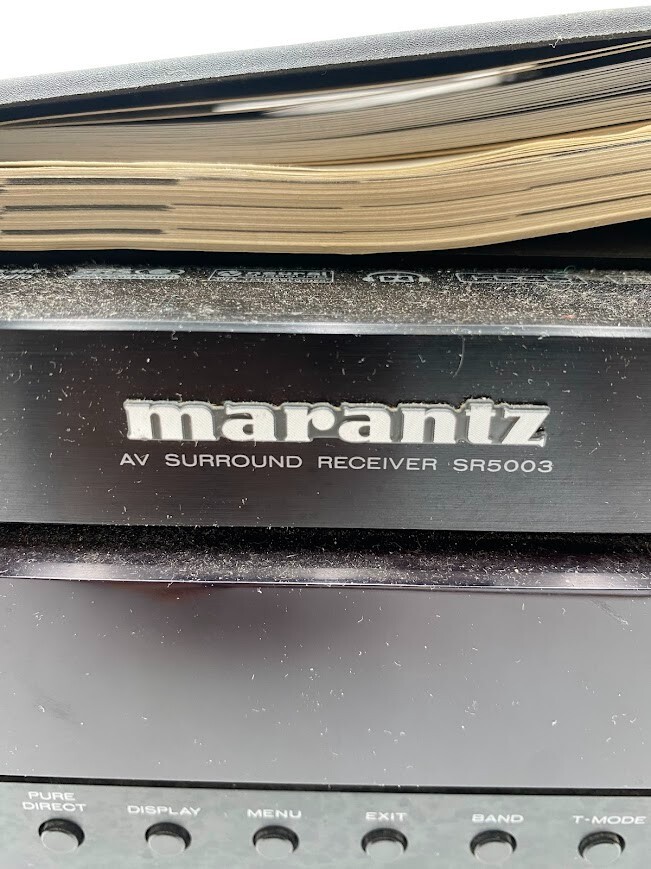 marantz
AV SURROUND RECEIVER SR5003
PURE
DIRECT
DISPLAY
MENU
EXIT
BAND
T-MODE